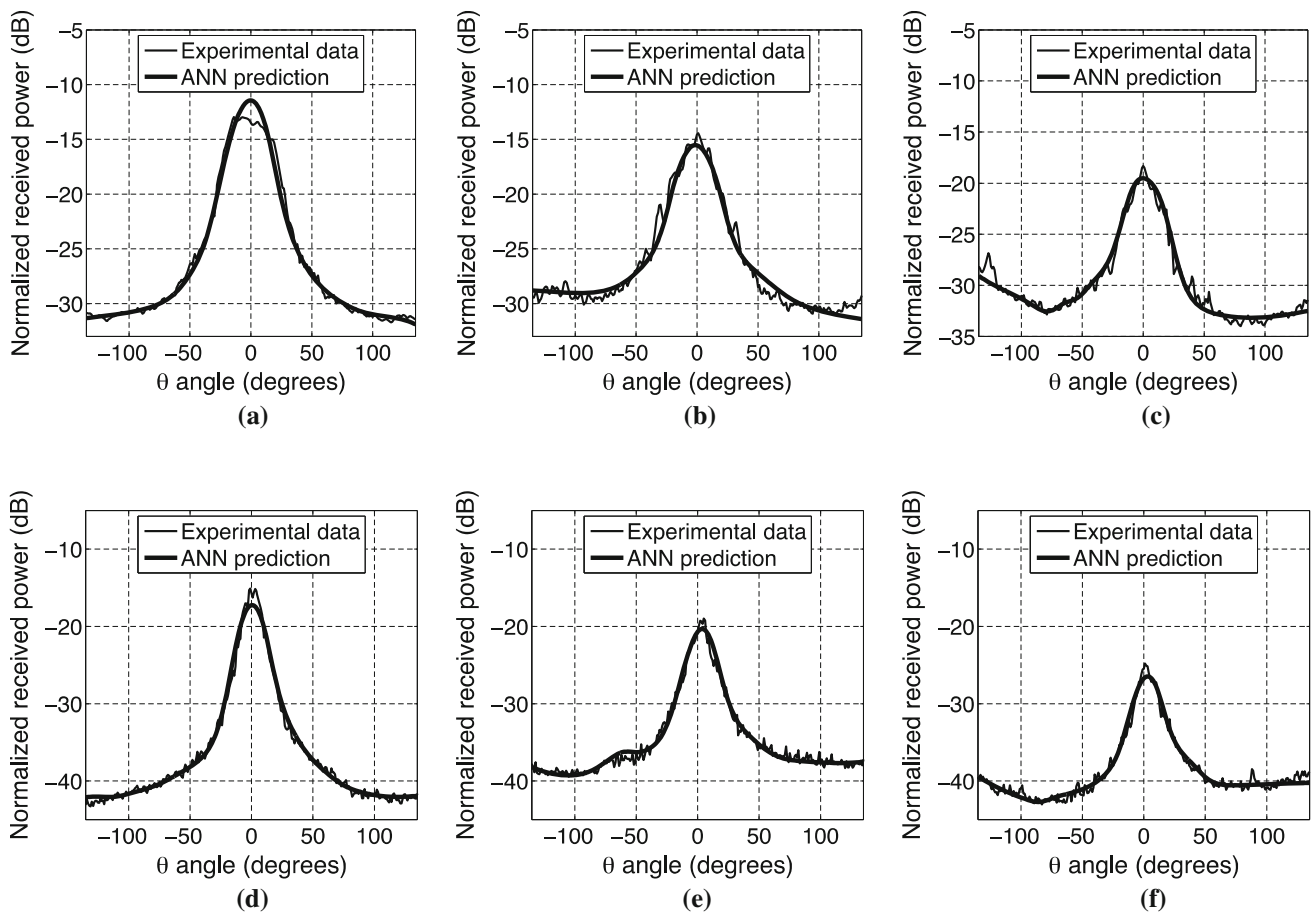 Normalized received power (dB)
−5
−10
−15
−20
−25
−30
Experimental data
ANN prediction
−100 −50 0 50 100
θ angle (degrees)
(a)
Normalized received power (dB)
−5
−10
−15
−20
−25
−30
Experimental data
ANN prediction
−100 −50 0 50 100
θ angle (degrees)
(b)
Normalized received power (dB)
−5
−10
−15
−20
−25
−30
−35
Experimental data
ANN prediction
−100 −50 0 50 100
θ angle (degrees)
(c)
Normalized received power (dB)
−10
−20
−30
−40
Experimental data
ANN prediction
−100 −50 0 50 100
θ angle (degrees)
(d)
Normalized received power (dB)
−10
−20
−30
−40
Experimental data
ANN prediction
−100 −50 0 50 100
θ angle (degrees)
(e)
Normalized received power (dB)
−10
−20
−30
−40
Experimental data
ANN prediction
−100 −50 0 50 100
θ angle (degrees)
(f)